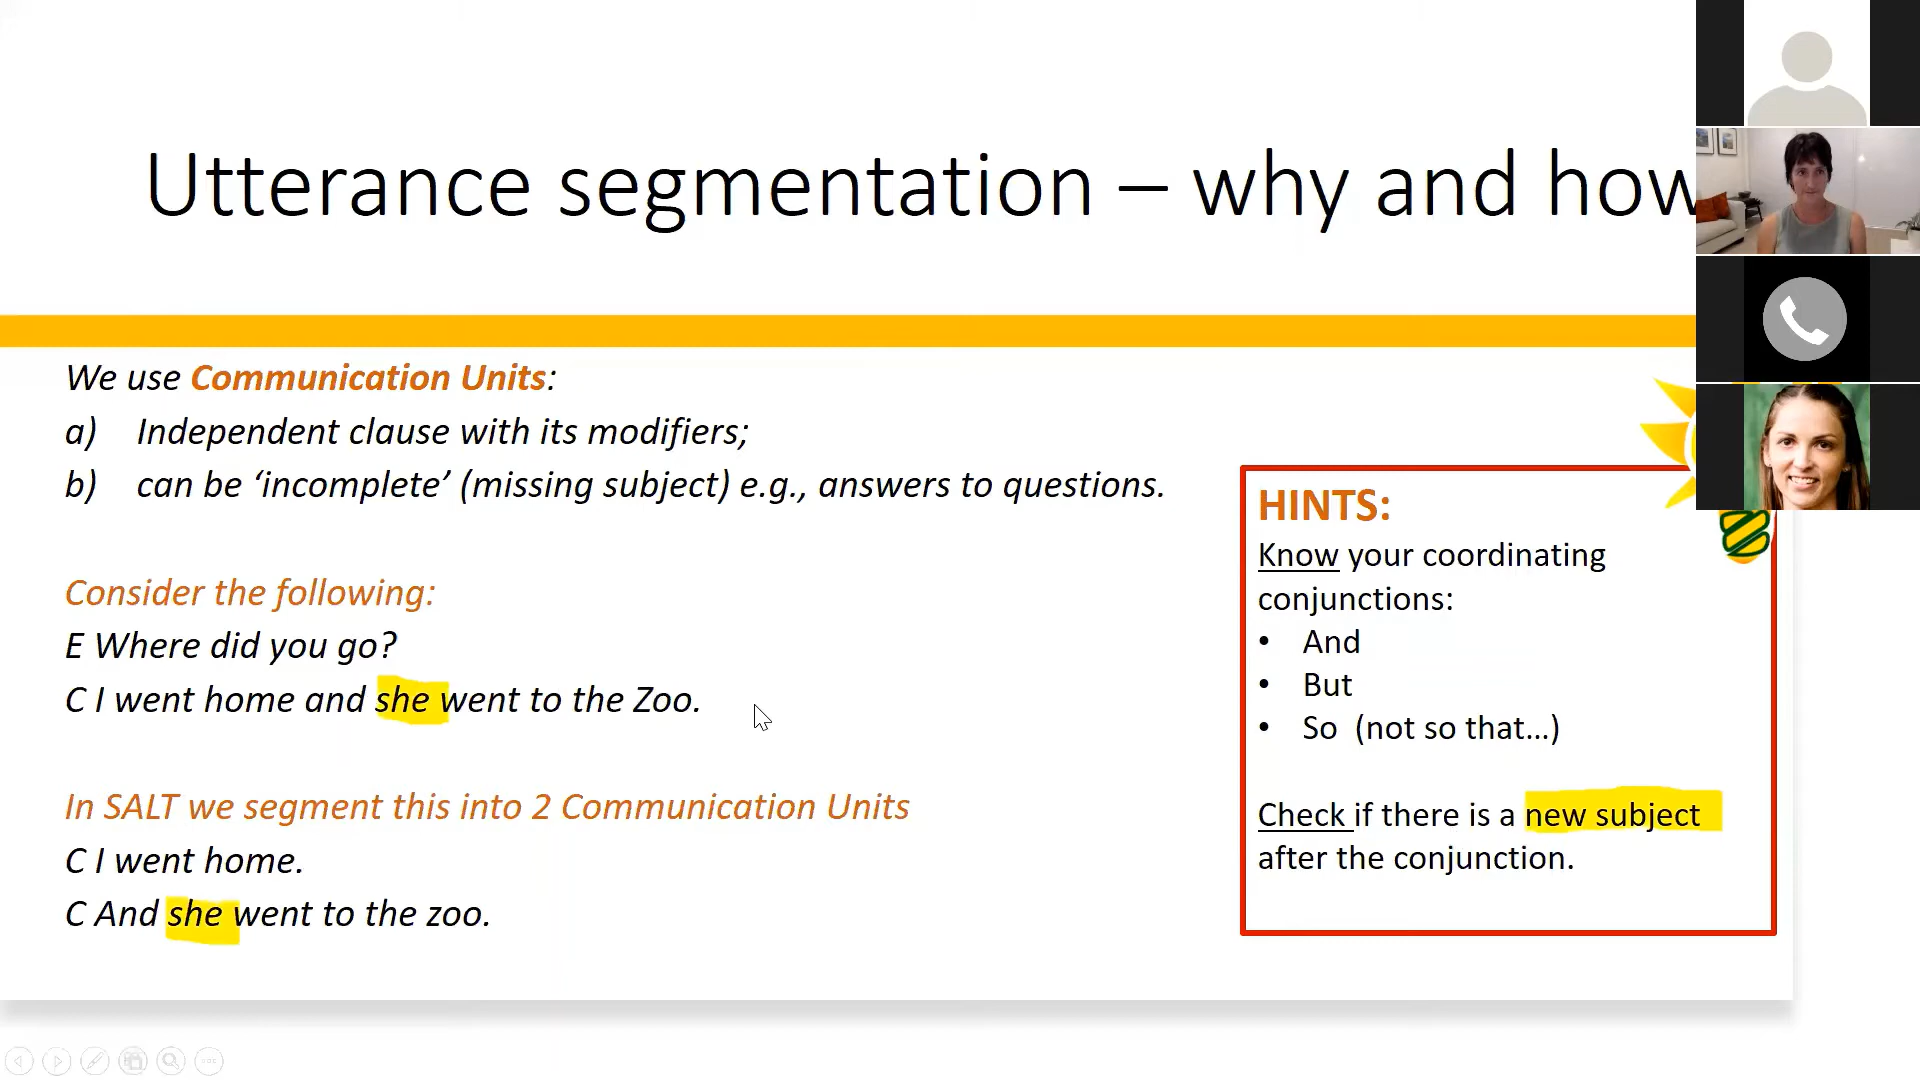 Utterance segmentation – why and how
We use Communication Units:
a) Independent clause with its modifiers;
b) can be ‘incomplete’ (missing subject) e.g., answers to questions.
Consider the following:
E Where did you go?
C I went home and she went to the Zoo.
In SALT we segment this into 2 Communication Units
C I went home.
C And she went to the zoo.
HINTS:
Know your coordinating
conjunctions:
• And
• But
• So (not so that...)
Check if there is a new subject
after the conjunction.